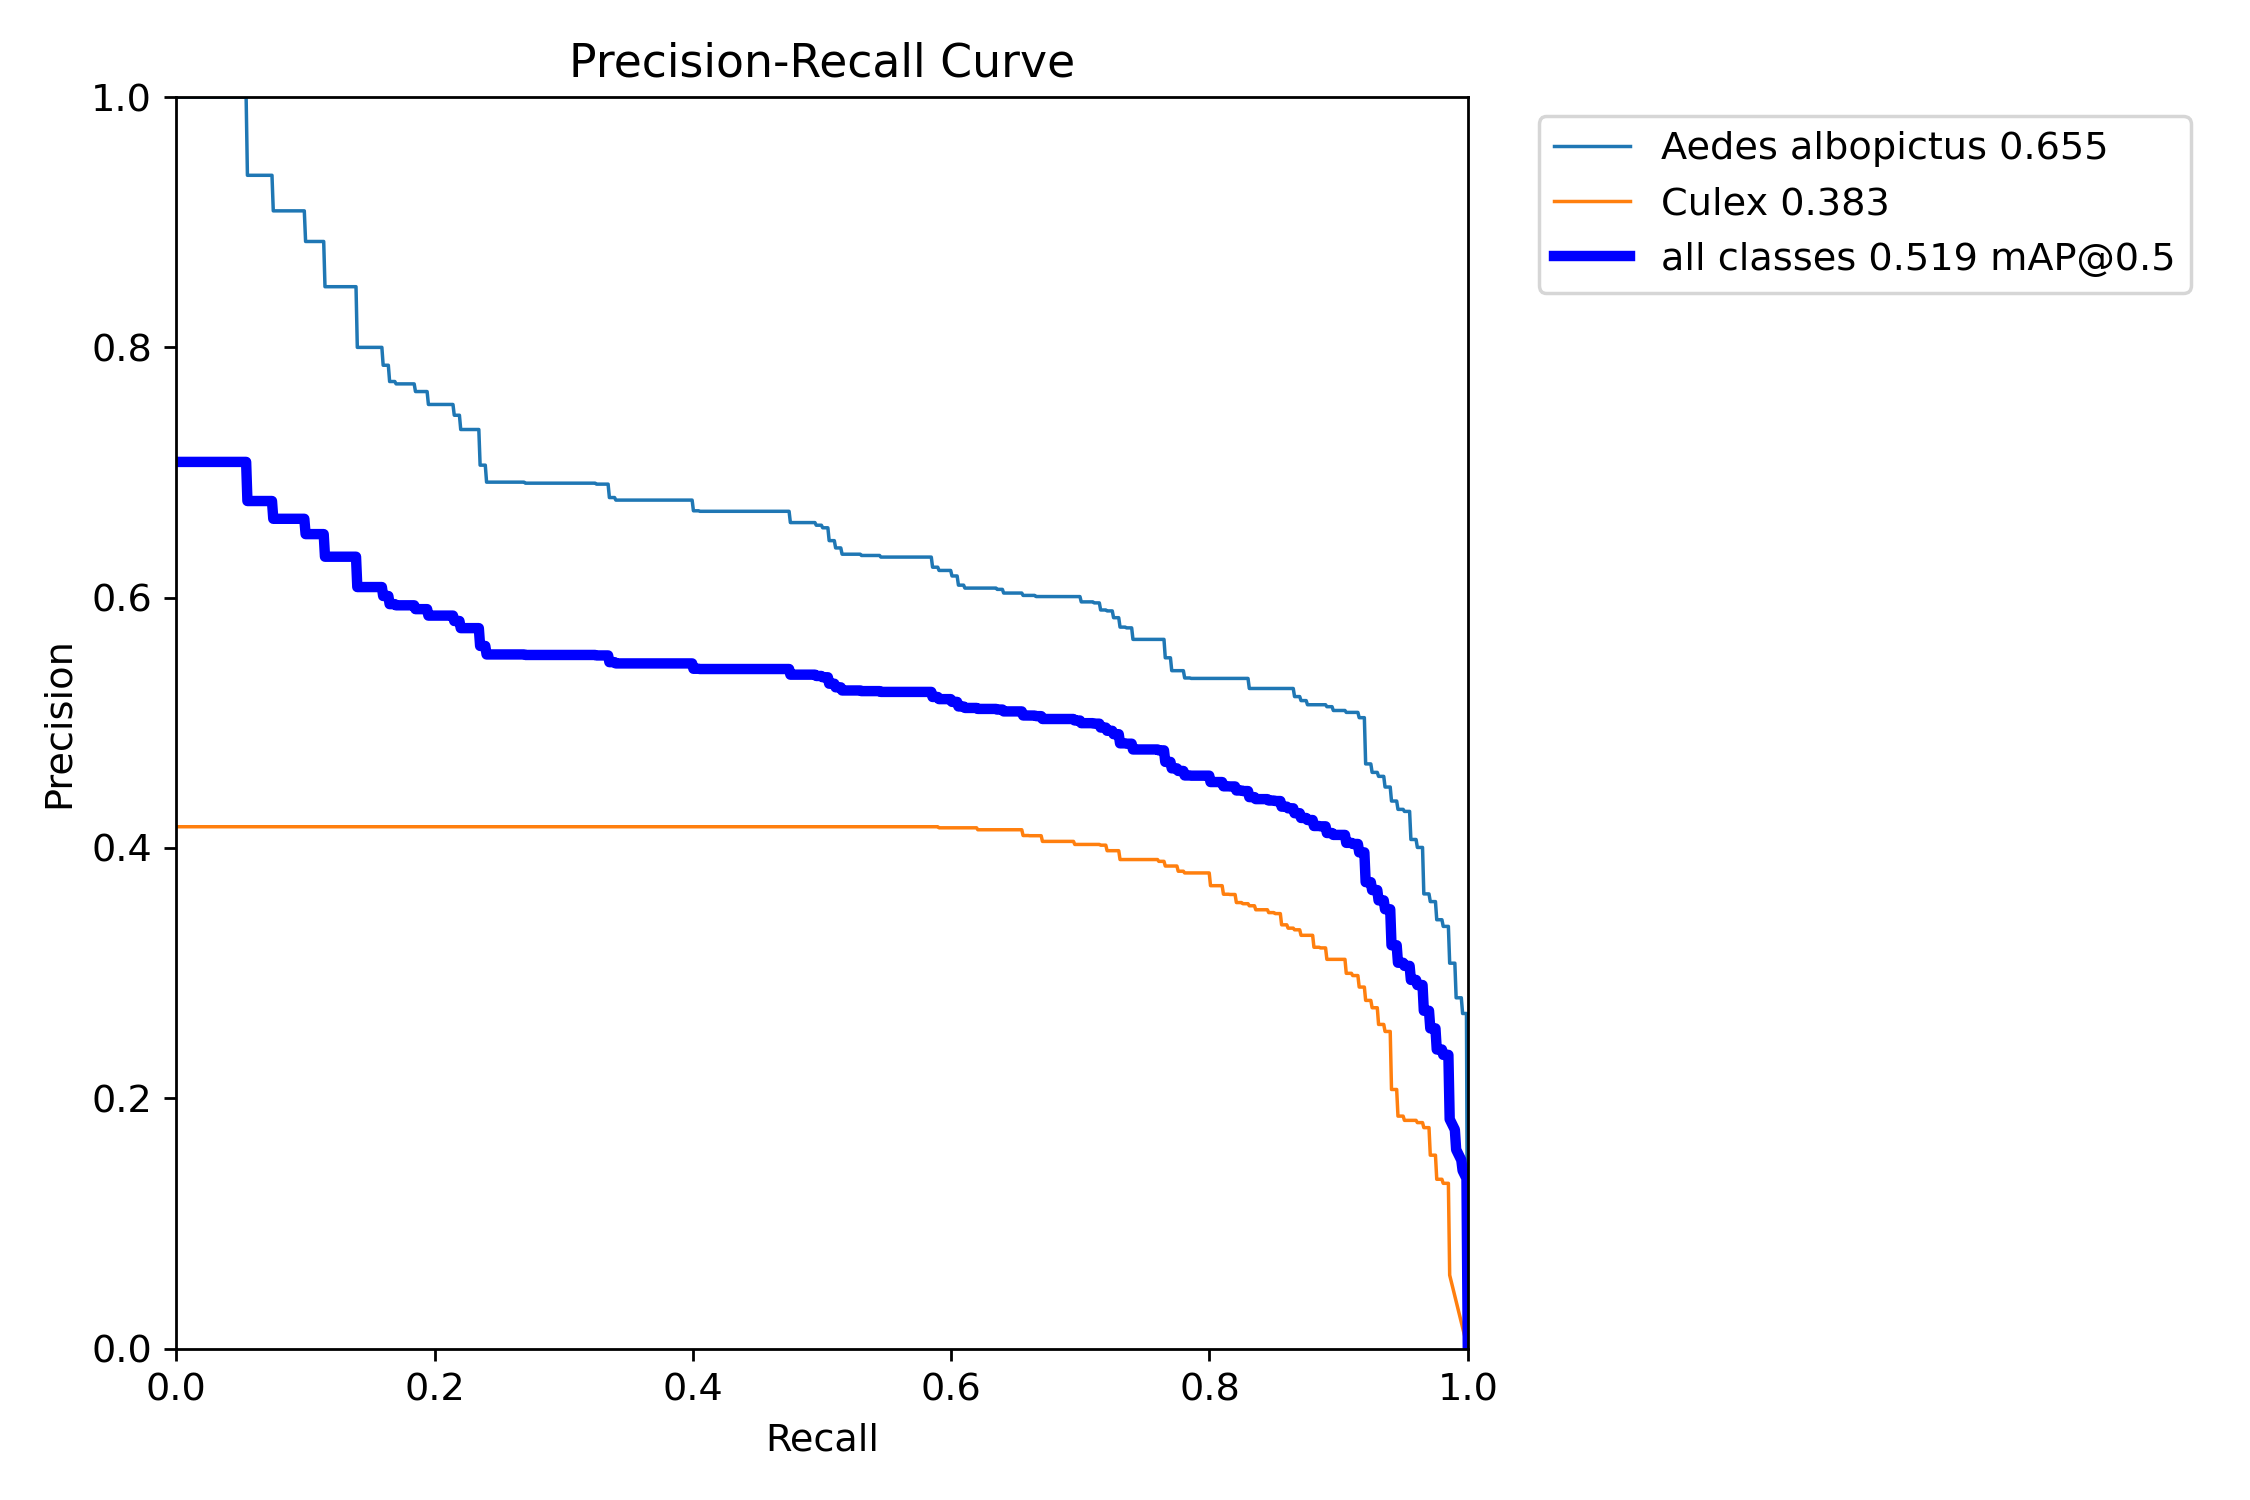 Precision-Recall Curve
1.0
0.8
0.6
0.4
0.2
0.0
Precision
0.0 0.2 0.4 0.6 0.8 1.0
Recall
Aedes albopictus 0.655
Culex 0.383
all classes 0.519 mAP@0.5